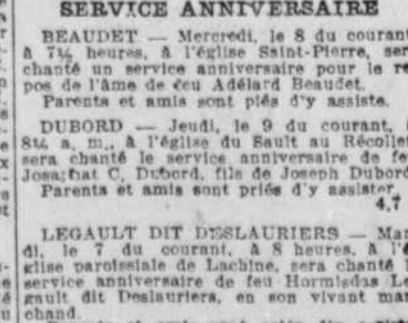 SERVICE ANNIVERSAIRE
BEAUDET — Mercredi, le 8 du courant
à 7¼ heures, à l'église Saint-Pierre, ser
chanté un service anniversaire pour le re
pos de l'âme de feu Adélard Beaudet.
Parents et amis sont piés d'y assiste.
DUBORD — Jeudi, le 9 du courant,
8¼ a. m., à l'église du Sault au Récollet
sera chanté le service anniversaire de fe
Josaphat C. Dubord, fils de Joseph Dubord
Parents et amis sont priés d'y assister.
4,7
LEGAULT DIT DESLAURIERS — Mar
di, le 7 du courant, à 8 heures, à l'é
glise paroissiale de Lachine, sera chanté
service anniversaire de feu Hormisdas Le
gault dit Deslauriers, en son vivant mar
chand.